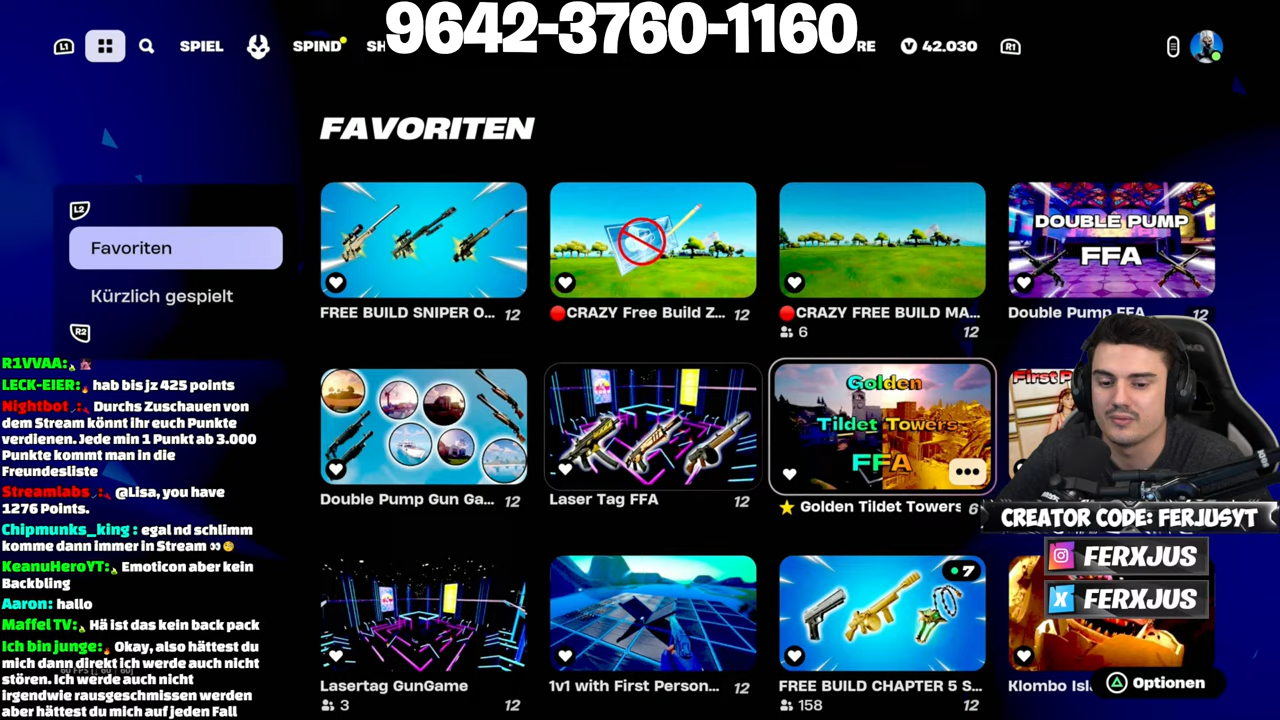 9642-3760-1160
L1
SPIEL
SPIND
SH
RE
42.030
R1
FAVORITEN
L2
Favoriten
Kürzlich gespielt
R2
DOUBLE PUMP
FFA
FREE BUILD SNIPER O... 12
🔴CRAZY Free Build Z... 12
🔴CRAZY FREE BUILD MA...
6 12
Double Pump FFA 12
Golden
Tildet Towers
FFA
First P
Double Pump Gun Ga... 12
Laser Tag FFA 12
⭐ Golden Tildet Towers 6
7
Lasertag GunGame
3 12
1v1 with First Person... 12
FREE BUILD CHAPTER 5 S...
158 12
Klombo Isl
Optionen
R1VVAA:
LECK-EIER: hab bis jz 425 points
Nightbot : Durchs Zuschauen von
dem Stream könnt ihr euch Punkte
verdienen. Jede min 1 Punkt ab 3.000
Punkte kommt man in die
Freundesliste
Streamlabs : @Lisa, you have
1276 Points.
Chipmunks_king : egal nd schlimm
komme dann immer in Stream
KeanuHeroYT: Emoticon aber kein
Backbling
Aaron: hallo
Maffel TV: Hä ist das kein back pack
Ich bin junge: Okay, also hättest du
mich dann direkt ich werde auch nicht
stören. Ich werde auch nicht
irgendwie rausgeschmissen werden
aber hättest du mich auf jeden Fall
CREATOR CODE: FERJUSYT
FERXJUS
X FERXJUS